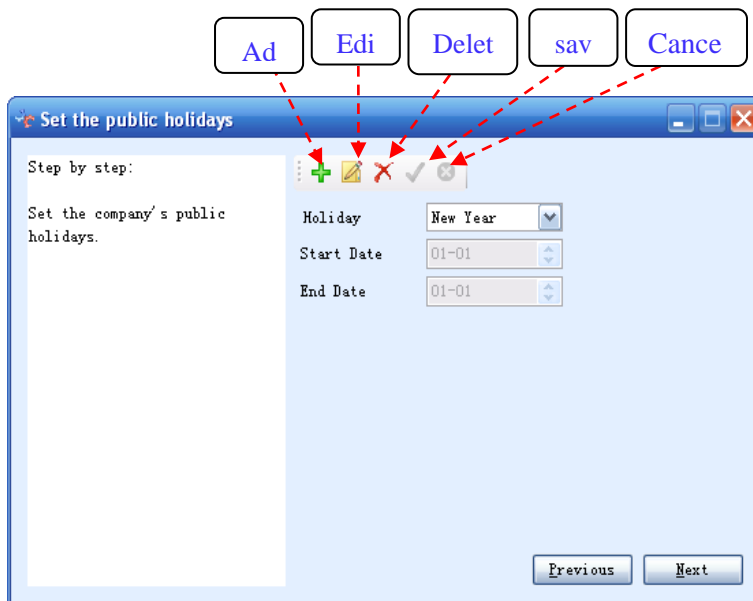 Ad
Edi
Delet
sav
Cance
Set the public holidays
Step by step:
Set the company's public
holidays.
Holiday
New Year
Start Date
01-01
End Date
01-01
Previous
Next